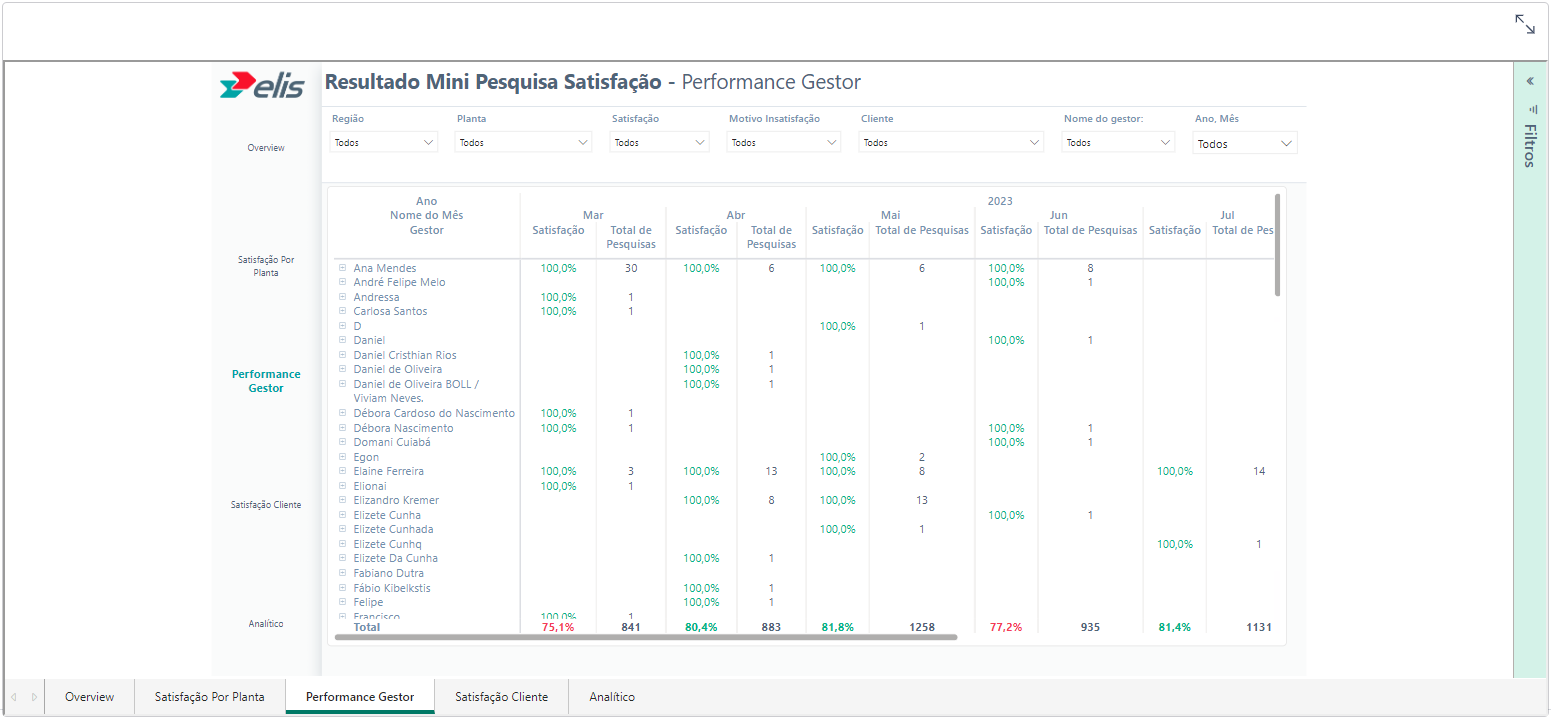 elis
Resultado Mini Pesquisa Satisfação - Performance Gestor
Região Planta Satisfação Motivo Insatisfação Cliente Nome do gestor: Ano, Mês
Todos Todos Todos Todos Todos Todos Todos
Filtros
Overview
Satisfação Por
Planta
Performance
Gestor
Satisfação Cliente
Analítico
Ano 2023
Nome do Mês Mar Abr Mai Jun Jul
Gestor Satisfação Total de Satisfação Total de Satisfação Total de Pesquisas Satisfação Total de Pesquisas Satisfação Total de Pes
Pesquisas Pesquisas
Ana Mendes 100,0% 30 100,0% 6 100,0% 6 100,0% 8
André Felipe Melo 100,0% 1
Andressa 100,0% 1
Cariosa Santos 100,0% 1
D 100,0% 1
Daniel 100,0% 1
Daniel Cristhian Rios 100,0% 1
Daniel de Oliveira 100,0% 1
Daniel de Oliveira BOLL / 100,0% 1
Viviam Neves.
Débora Cardoso do Nascimento 100,0% 1
Débora Nascimento 100,0% 1 100,0% 1
Domani Cuiabá 100,0% 1
Egon 100,0% 2
Elaine Ferreira 100,0% 3 100,0% 13 100,0% 8 100,0% 14
Elionai 100,0% 1
Elizandro Kremer 100,0% 8 100,0% 13
Elizete Cunha 100,0% 1
Elizete Cunhada 100,0% 1
Elizete Cunhq 100,0% 1
Elizete Da Cunha 100,0% 1
Fabiano Dutra
Fábio Kibelkstis 100,0% 1
Felipe 100,0% 1
Francisco 100,0% 1
Total 75,1% 841 80,4% 883 81,8% 1258 77,2% 935 81,4% 1131
Overview Satisfação Por Planta Performance Gestor Satisfação Cliente Analítico